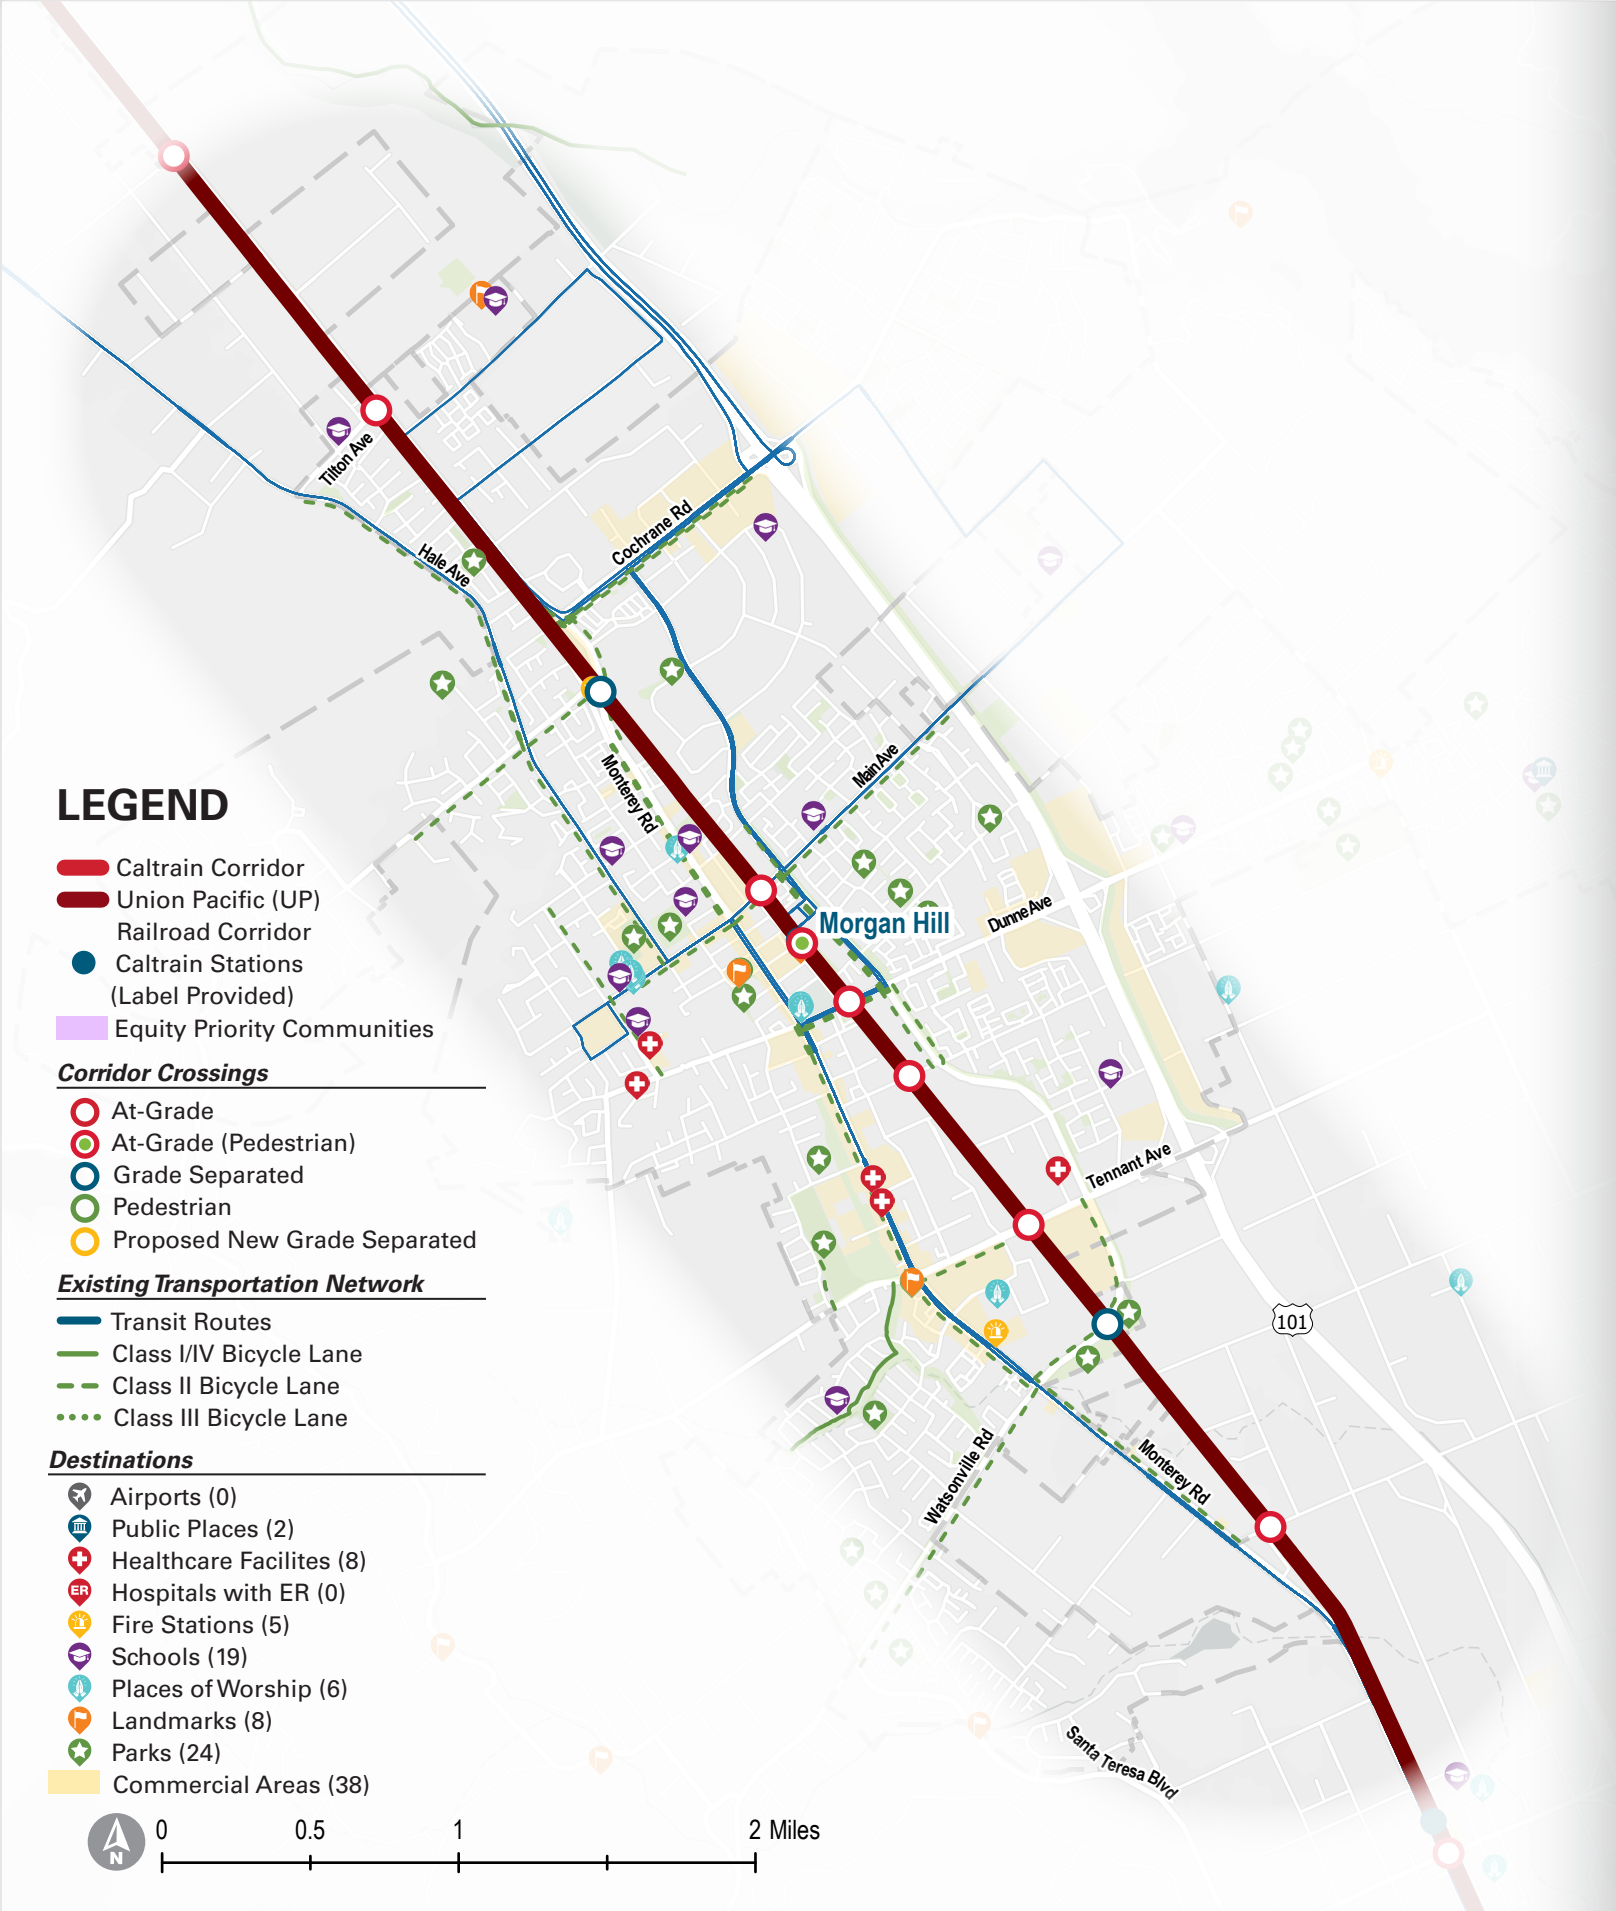 Tilton Ave
Hale Ave
Cochrane Rd
Monterey Rd
Main Ave
Morgan Hill
Dunne Ave
Tennant Ave
101
Watsonville Rd
Monterey Rd
Santa Teresa Blvd
LEGEND
Caltrain Corridor
Union Pacific (UP)
Railroad Corridor
Caltrain Stations
(Label Provided)
Equity Priority Communities
Corridor Crossings
At-Grade
At-Grade (Pedestrian)
Grade Separated
Pedestrian
Proposed New Grade Separated
Existing Transportation Network
Transit Routes
Class I/IV Bicycle Lane
Class II Bicycle Lane
Class III Bicycle Lane
Destinations
Airports (0)
Public Places (2)
Healthcare Facilites (8)
ER Hospitals with ER (0)
Fire Stations (5)
Schools (19)
Places of Worship (6)
Landmarks (8)
Parks (24)
Commercial Areas (38)
N
0 0.5 1 2 Miles